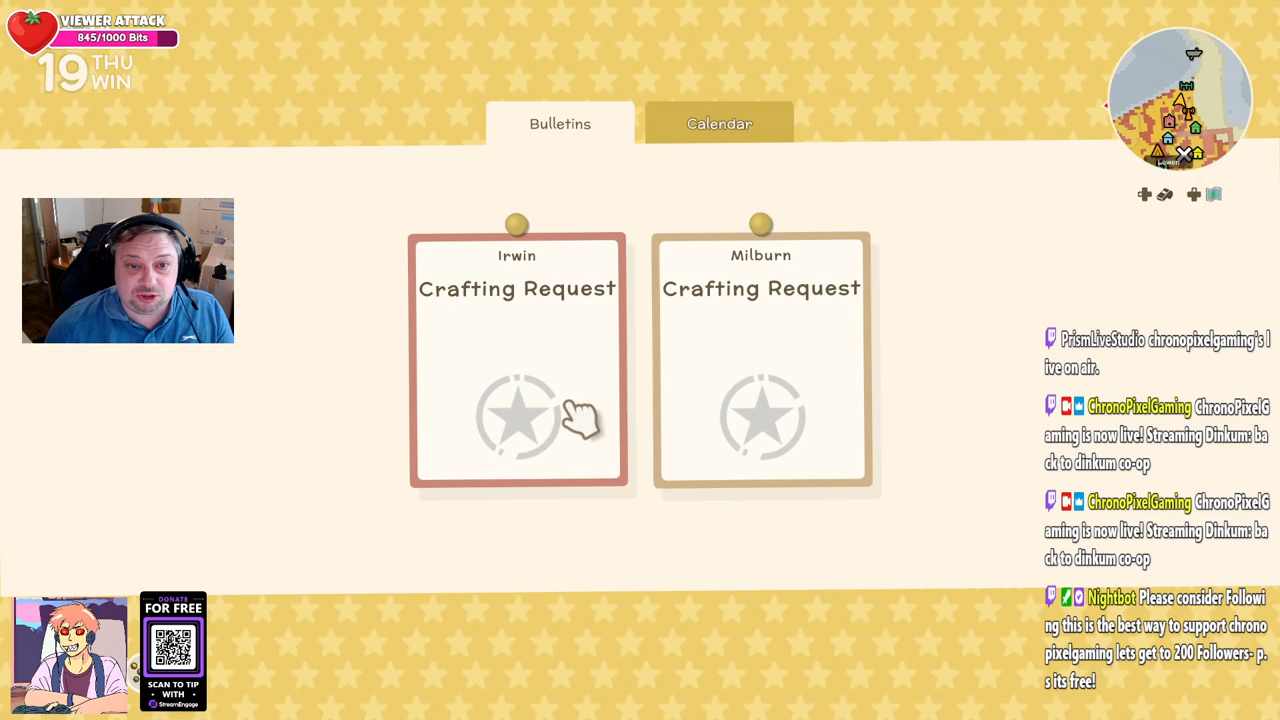 VIEWER ATTACK
845/1000 Bits
19 THU
WIN
Bulletins
Calendar
Irwin
Crafting Request
Milburn
Crafting Request
PrismLiveStudio chronopixelgaming's l
ive on air.
ChronoPixelGaming ChronoPixelG
aming is now live! Streaming Dinkum: ba
ck to dinkum co-op
ChronoPixelGaming ChronoPixelG
aming is now live! Streaming Dinkum: ba
ck to dinkum co-op
Nightbot Please consider Followi
ng this is the best way to support chrono
pixelgaming lets get to 200 Followers- p.
s its free!
DONATE
FOR FREE
SCAN TO TIP
• WITH •
StreamEngage